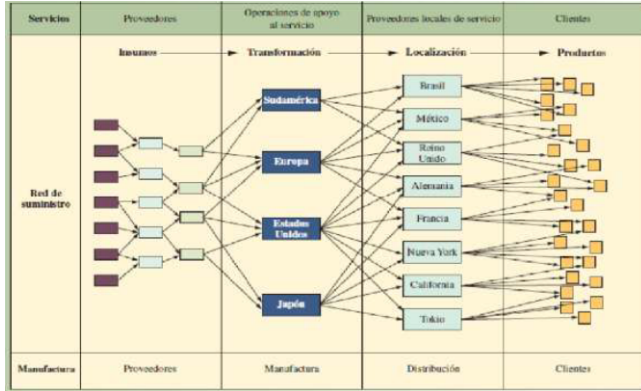 Servicios
Proveedores
Operaciones de apoyo
al servicio
Proveedores locales de servicio
Clientes
Insumos
Transformación
Localización
Productos
Red de
suministro
Sudamérica
Europa
Estados
Unidos
Japón
Brasil
México
Reino
Unido
Alemania
Francia
Nueva York
California
Tokio
Manufactura
Proveedores
Manufactura
Distribución
Clientes